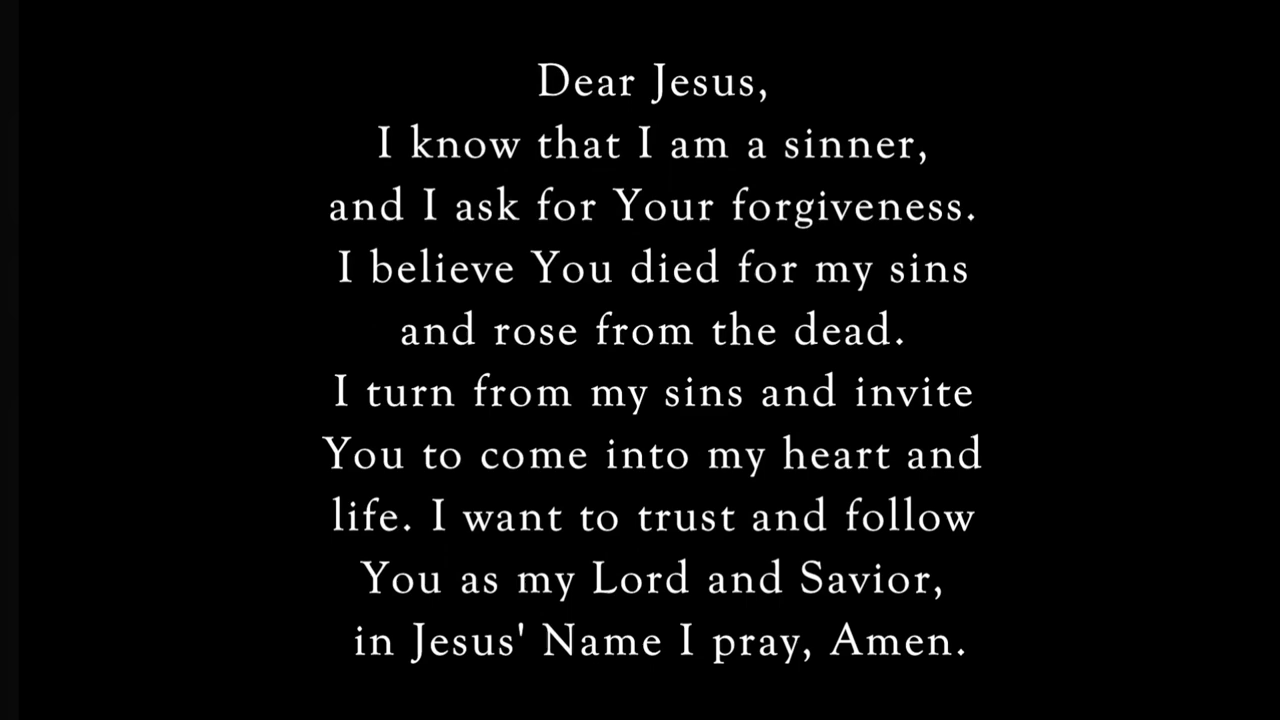 Dear Jesus,
I know that I am a sinner,
and I ask for Your forgiveness.
I believe You died for my sins
and rose from the dead.
I turn from my sins and invite
You to come into my heart and
life. I want to trust and follow
You as my Lord and Savior,
in Jesus' Name I pray, Amen.